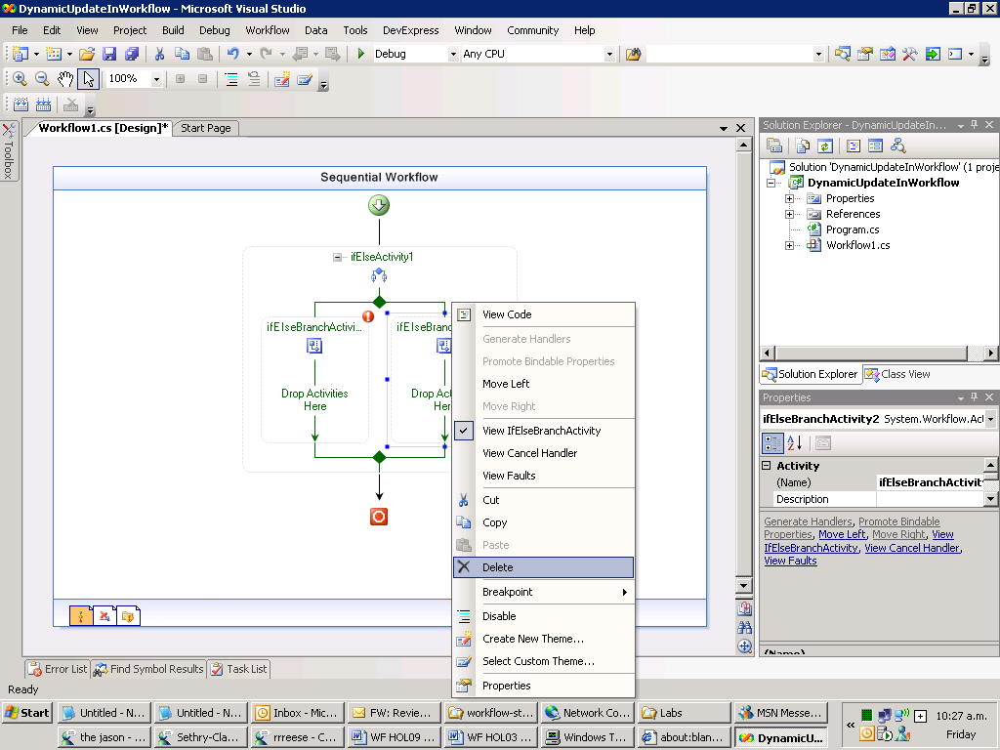 DynamicUpdateInWorkflow - Microsoft Visual Studio
File Edit View Project Build Debug Workflow Data Tools DevExpress Window Community Help
Debug Any CPU
100%
Toolbox
Workflow1.cs [Design]* Start Page
Sequential Workflow
ifElseActivity1
ifElseBranchActivi...
ifElseBranc
Drop Activities
Here
Drop Act
Her
View Code
Generate Handlers
Promote Bindable Properties
Move Left
Move Right
View IfElseBranchActivity
View Cancel Handler
View Faults
Cut
Copy
Paste
Delete
Breakpoint
Disable
Create New Theme...
Select Custom Theme...
Properties
Solution Explorer - DynamicUpdateIn...
Solution 'DynamicUpdateInWorkflow' (1 proje
DynamicUpdateInWorkflow
Properties
References
Program.cs
Workflow1.cs
Solution Explorer Class View
Properties
ifElseBranchActivity2 System.Workflow.Ac
Activity
(Name) ifElseBranchActivit
Description
Generate Handlers, Promote Bindable
Properties, Move Left, Move Right, View
IfElseBranchActivity, View Cancel Handler,
View Faults
(Name)
Error List Find Symbol Results Task List
Ready
Start Untitled - N... Untitled - N... Inbox - Mic... FW: Revie... workflow-st... Network Co... Labs MSN Messe...
the jason - ... Sethry-Cla... rrreese - C... WF HOL09 ... WF HOL03 ... Windows T... about:blan... DynamicU...
« 10:27 a.m.
Friday